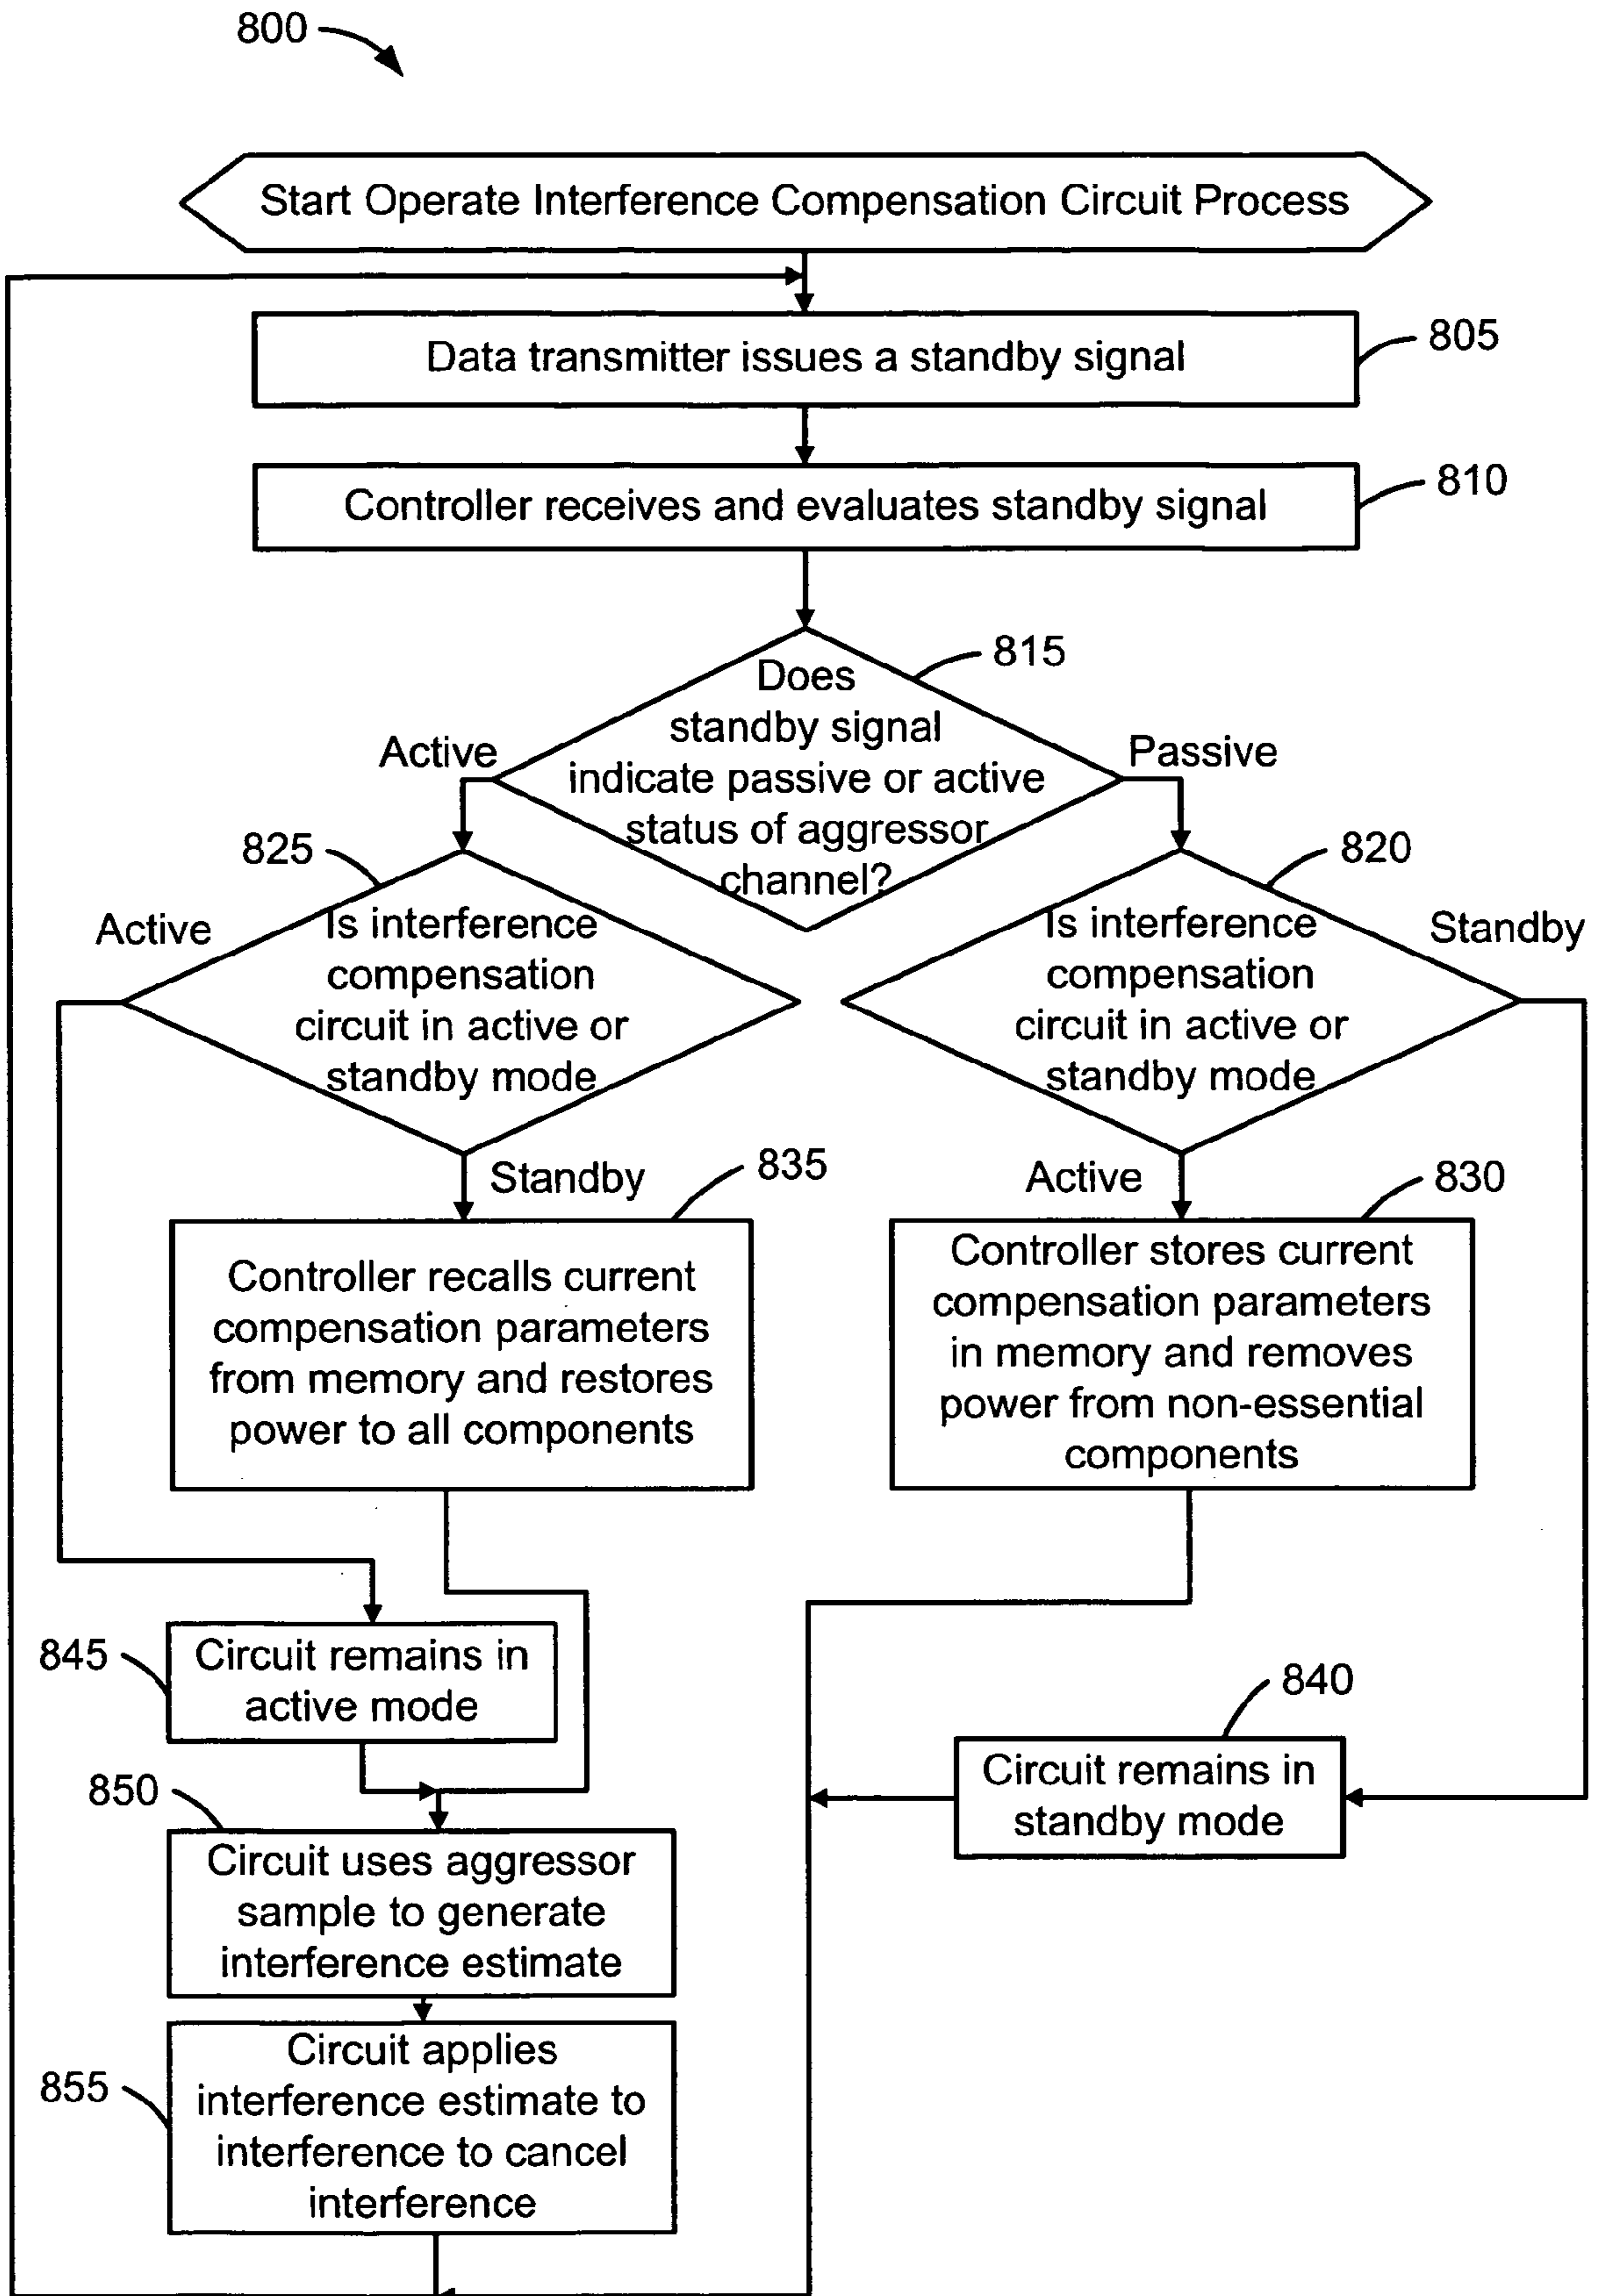 800
Start Operate Interference Compensation Circuit Process
Data transmitter issues a standby signal
805
Controller receives and evaluates standby signal
810
Does
standby signal
indicate passive or active
status of aggressor
channel?
815
Active
Passive
825
Is interference
compensation
circuit in active or
standby mode
Active
820
Is interference
compensation
circuit in active or
standby mode
Standby
Standby
835
Controller recalls current
compensation parameters
from memory and restores
power to all components
Active
830
Controller stores current
compensation parameters
in memory and removes
power from non-essential
components
845
Circuit remains in
active mode
840
Circuit remains in
standby mode
850
Circuit uses aggressor
sample to generate
interference estimate
855
Circuit applies
interference estimate to
interference to cancel
interference